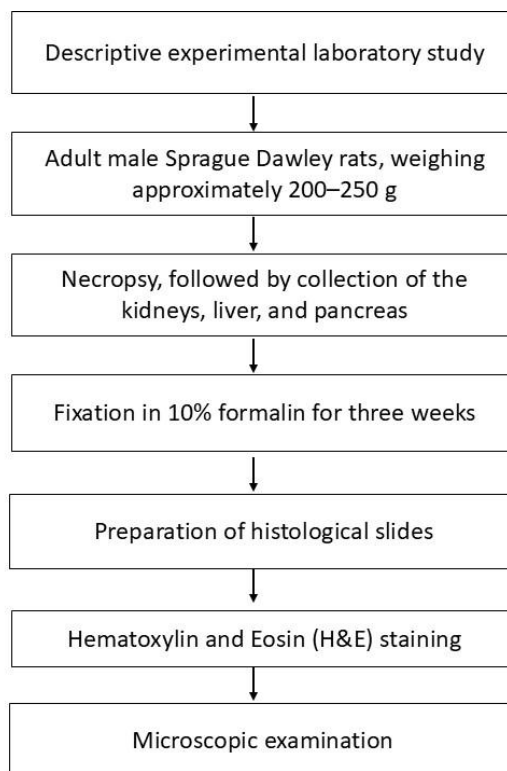 Descriptive experimental laboratory study
Adult male Sprague Dawley rats, weighing
approximately 200–250 g
Necropsy, followed by collection of the
kidneys, liver, and pancreas
Fixation in 10% formalin for three weeks
Preparation of histological slides
Hematoxylin and Eosin (H&E) staining
Microscopic examination